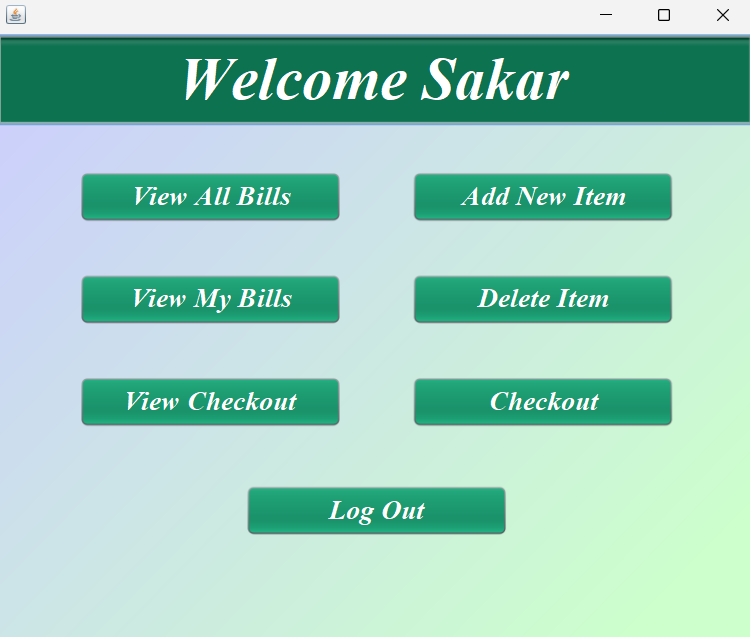 Welcome Sakar
View All Bills
Add New Item
View My Bills
Delete Item
View Checkout
Checkout
Log Out